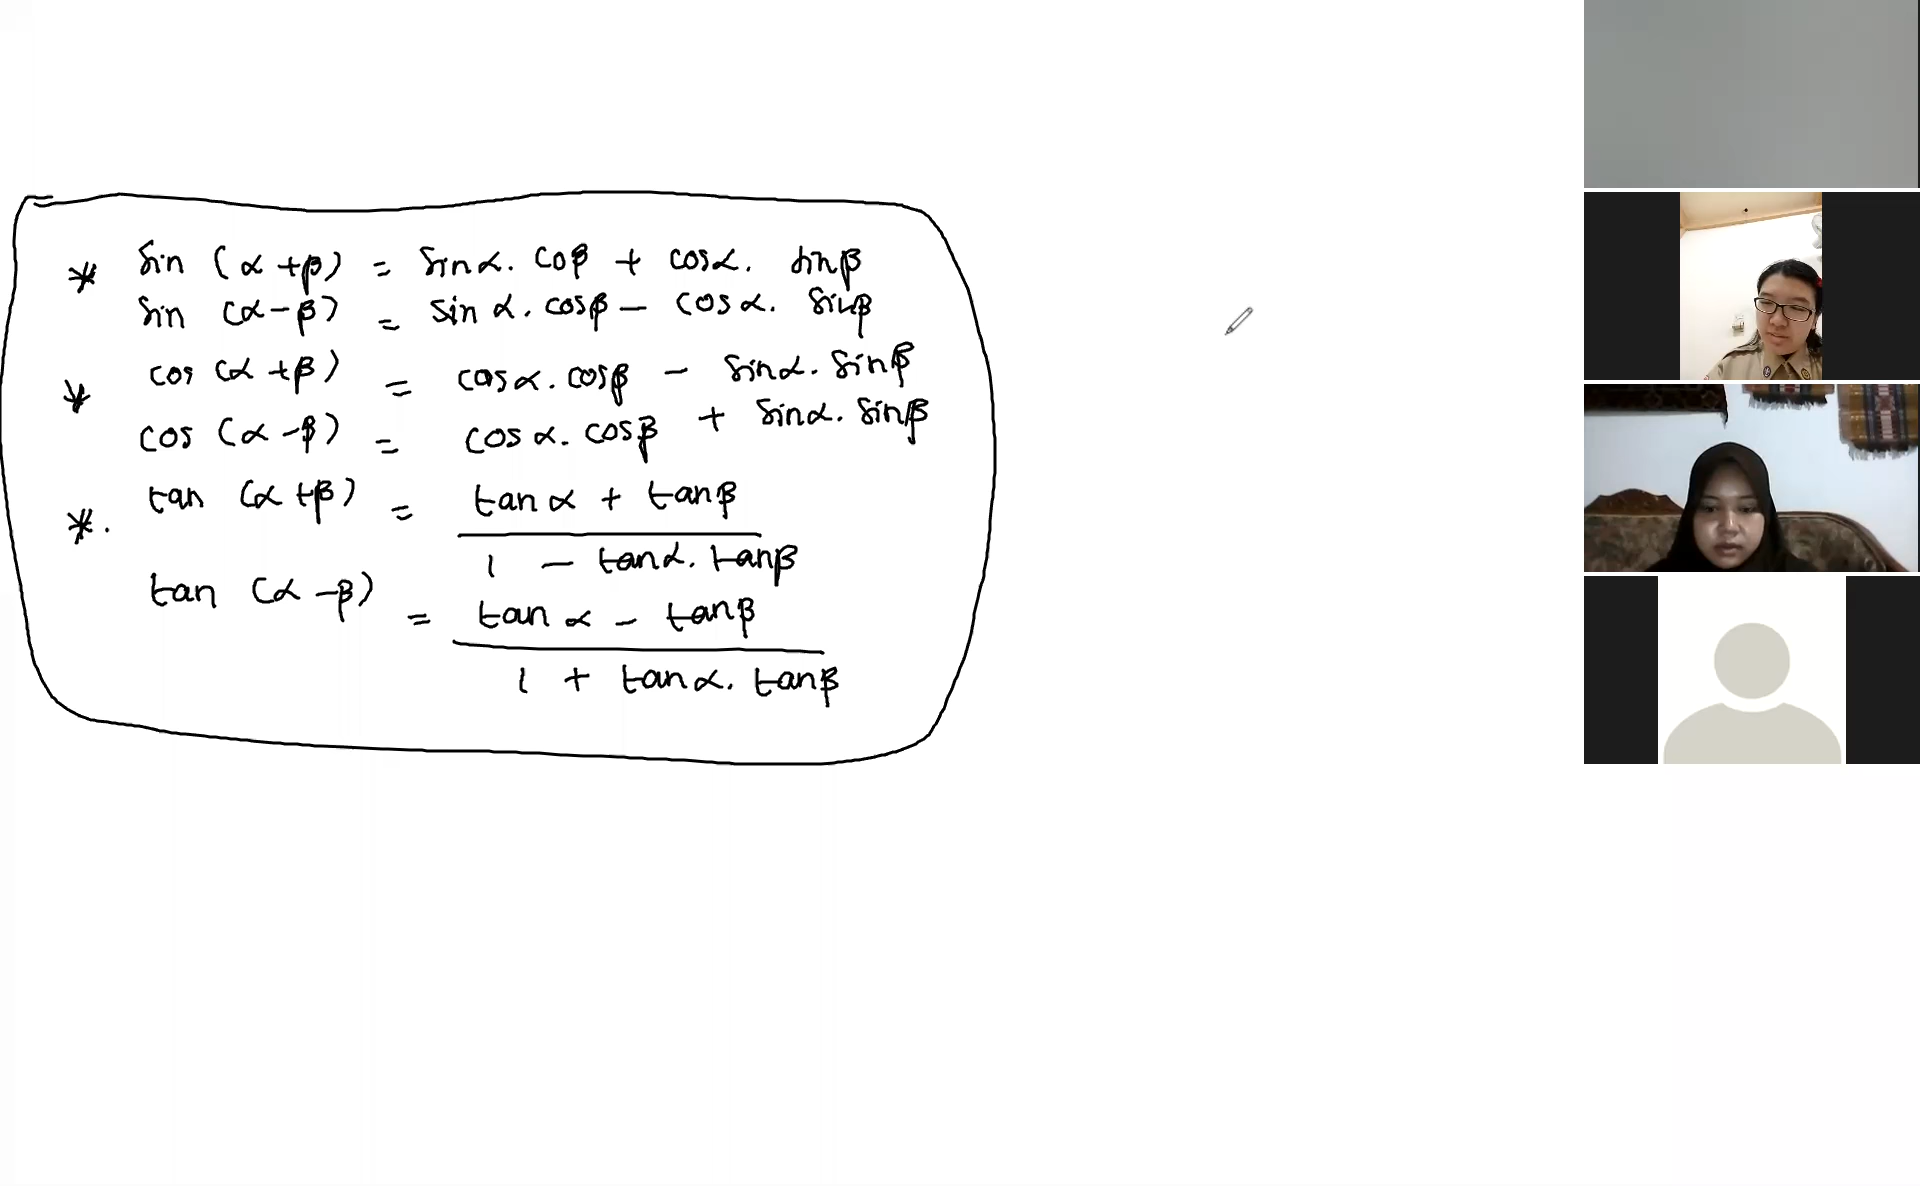 * sin (α + β) = sin α . coβ + cos α . sin β
sin (α - β) = sin α . cos β - cos α . sin β
* cos (α + β) = cos α . cos β - sin α . sin β
cos (α - β) = cos α . cos β + sin α . sin β
*. tan (α + β) = tan α + tan β
1 - tan α . tan β
tan (α - β) = tan α - tan β
1 + tan α . tan β